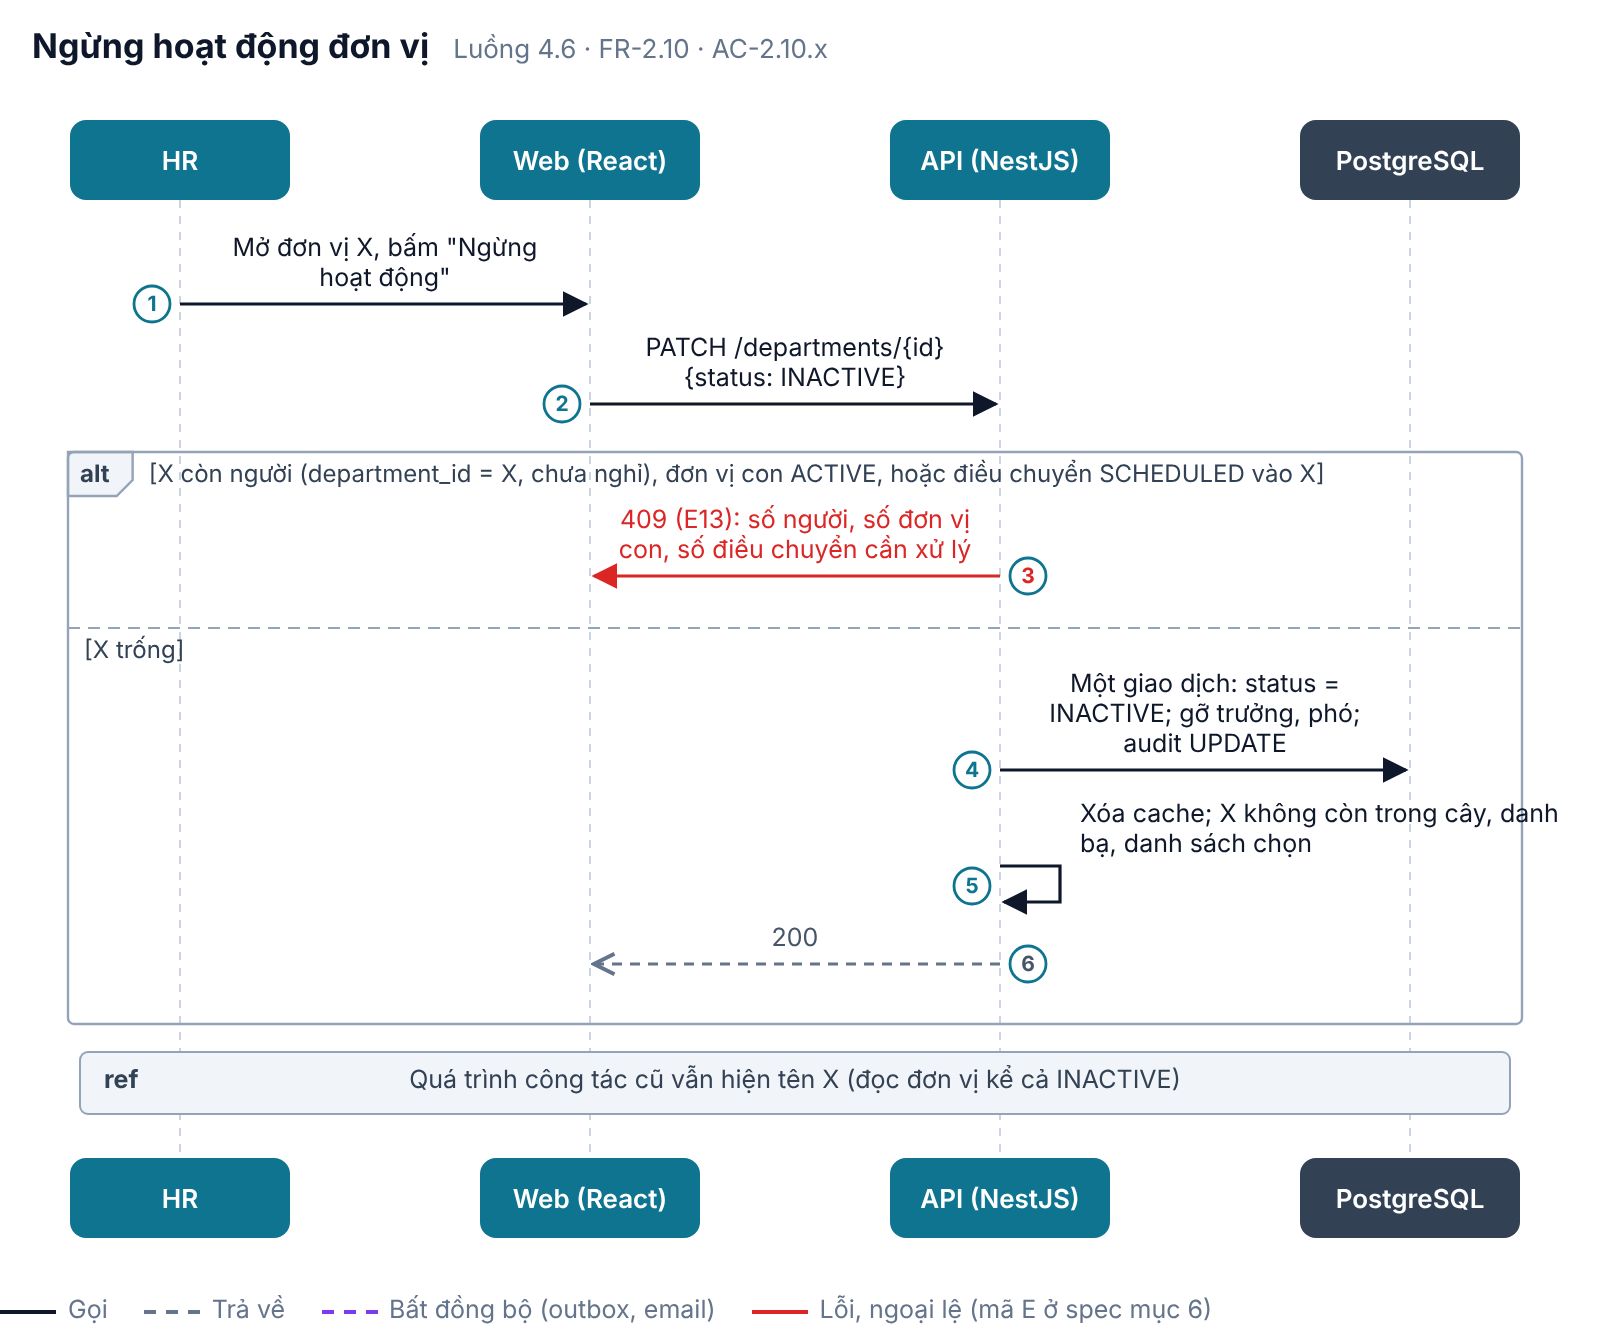 Ngừng hoạt động đơn vị Luồng 4.6 · FR-2.10 · AC-2.10.x
HR Web (React) API (NestJS) PostgreSQL
Mở đơn vị X, bấm "Ngừng
hoạt động"
1
PATCH /departments/{id}
{status: INACTIVE}
2
alt [X còn người (department_id = X, chưa nghỉ), đơn vị con ACTIVE, hoặc điều chuyển SCHEDULED vào X]
409 (E13): số người, số đơn vị
con, số điều chuyển cần xử lý
3
[X trống]
Một giao dịch: status =
INACTIVE; gỡ trưởng, phó;
audit UPDATE
4
Xóa cache; X không còn trong cây, danh
bạ, danh sách chọn
5
200
6
ref Quá trình công tác cũ vẫn hiện tên X (đọc đơn vị kể cả INACTIVE)
HR Web (React) API (NestJS) PostgreSQL
Gọi Trả về Bất đồng bộ (outbox, email) Lỗi, ngoại lệ (mã E ở spec mục 6)